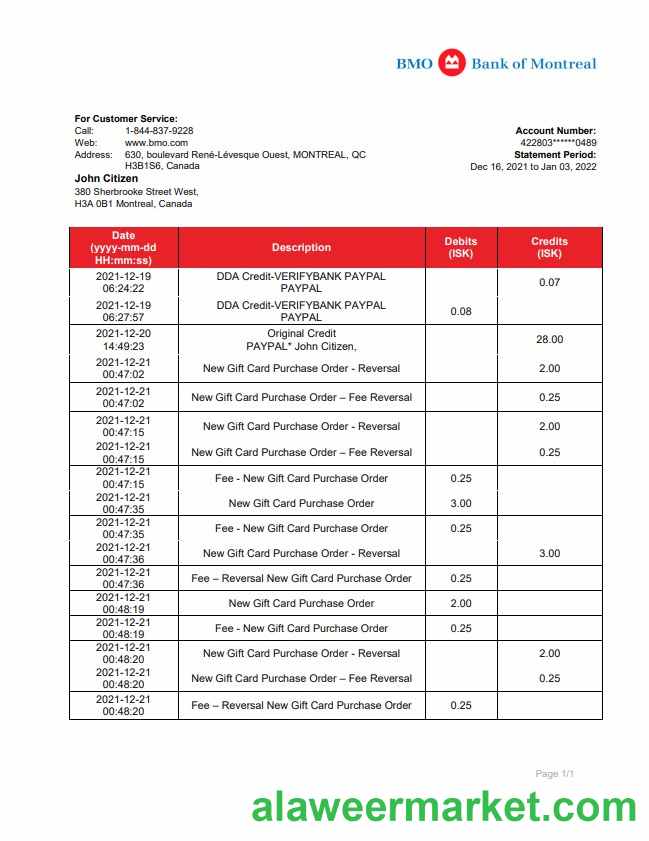 BMO Bank of Montreal
For Customer Service:
Call: 1-844-837-9228
Web: www.bmo.com
Address: 630, boulevard René-Lévesque Ouest, MONTREAL, QC
H3B1S6, Canada
Account Number:
422803******0489
Statement Period:
Dec 16, 2021 to Jan 03, 2022
John Citizen
380 Sherbrooke Street West,
H3A 0B1 Montreal, Canada
Date (yyyy-mm-dd HH:mm:ss) Description Debits (ISK) Credits (ISK)
2021-12-19 06:24:22 DDA Credit-VERIFYBANK PAYPAL PAYPAL 0.07
2021-12-19 06:27:57 DDA Credit-VERIFYBANK PAYPAL PAYPAL 0.08
2021-12-20 14:49:23 Original Credit PAYPAL* John Citizen, 28.00
2021-12-21 00:47:02 New Gift Card Purchase Order - Reversal 2.00
2021-12-21 00:47:02 New Gift Card Purchase Order – Fee Reversal 0.25
2021-12-21 00:47:15 New Gift Card Purchase Order - Reversal 2.00
2021-12-21 00:47:15 New Gift Card Purchase Order – Fee Reversal 0.25
2021-12-21 00:47:15 Fee - New Gift Card Purchase Order 0.25
2021-12-21 00:47:35 New Gift Card Purchase Order 3.00
2021-12-21 00:47:35 Fee - New Gift Card Purchase Order 0.25
2021-12-21 00:47:36 New Gift Card Purchase Order - Reversal 3.00
2021-12-21 00:47:36 Fee – Reversal New Gift Card Purchase Order 0.25
2021-12-21 00:48:19 New Gift Card Purchase Order 2.00
2021-12-21 00:48:19 Fee - New Gift Card Purchase Order 0.25
2021-12-21 00:48:20 New Gift Card Purchase Order - Reversal 2.00
2021-12-21 00:48:20 New Gift Card Purchase Order – Fee Reversal 0.25
2021-12-21 00:48:20 Fee – Reversal New Gift Card Purchase Order 0.25
Page 1/1
alaweermarket.com